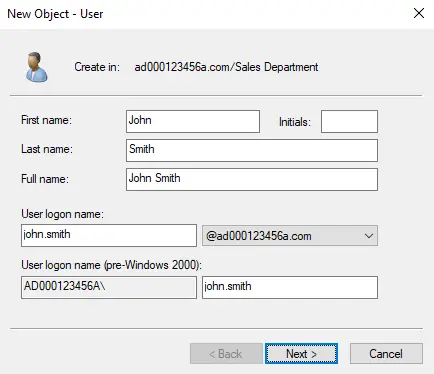 New Object - User
Create in: ad000123456a.com/Sales Department
First name: John Initials:
Last name: Smith
Full name: John Smith
User logon name:
john.smith @ad000123456a.com
User logon name (pre-Windows 2000):
AD000123456A\ john.smith
< Back Next > Cancel